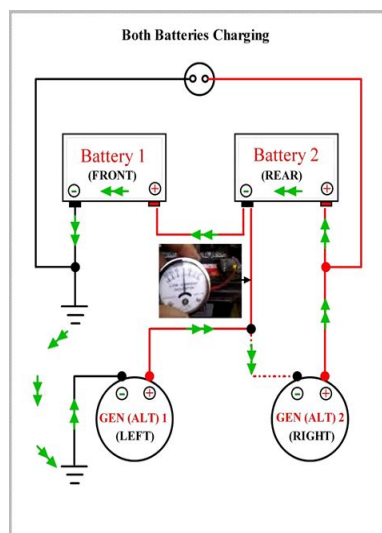 Both Batteries Charging
Battery 1
(FRONT)
- +
Battery 2
(REAR)
- +
- +
GEN (ALT) 1
(LEFT)
- +
GEN (ALT) 2
(RIGHT)